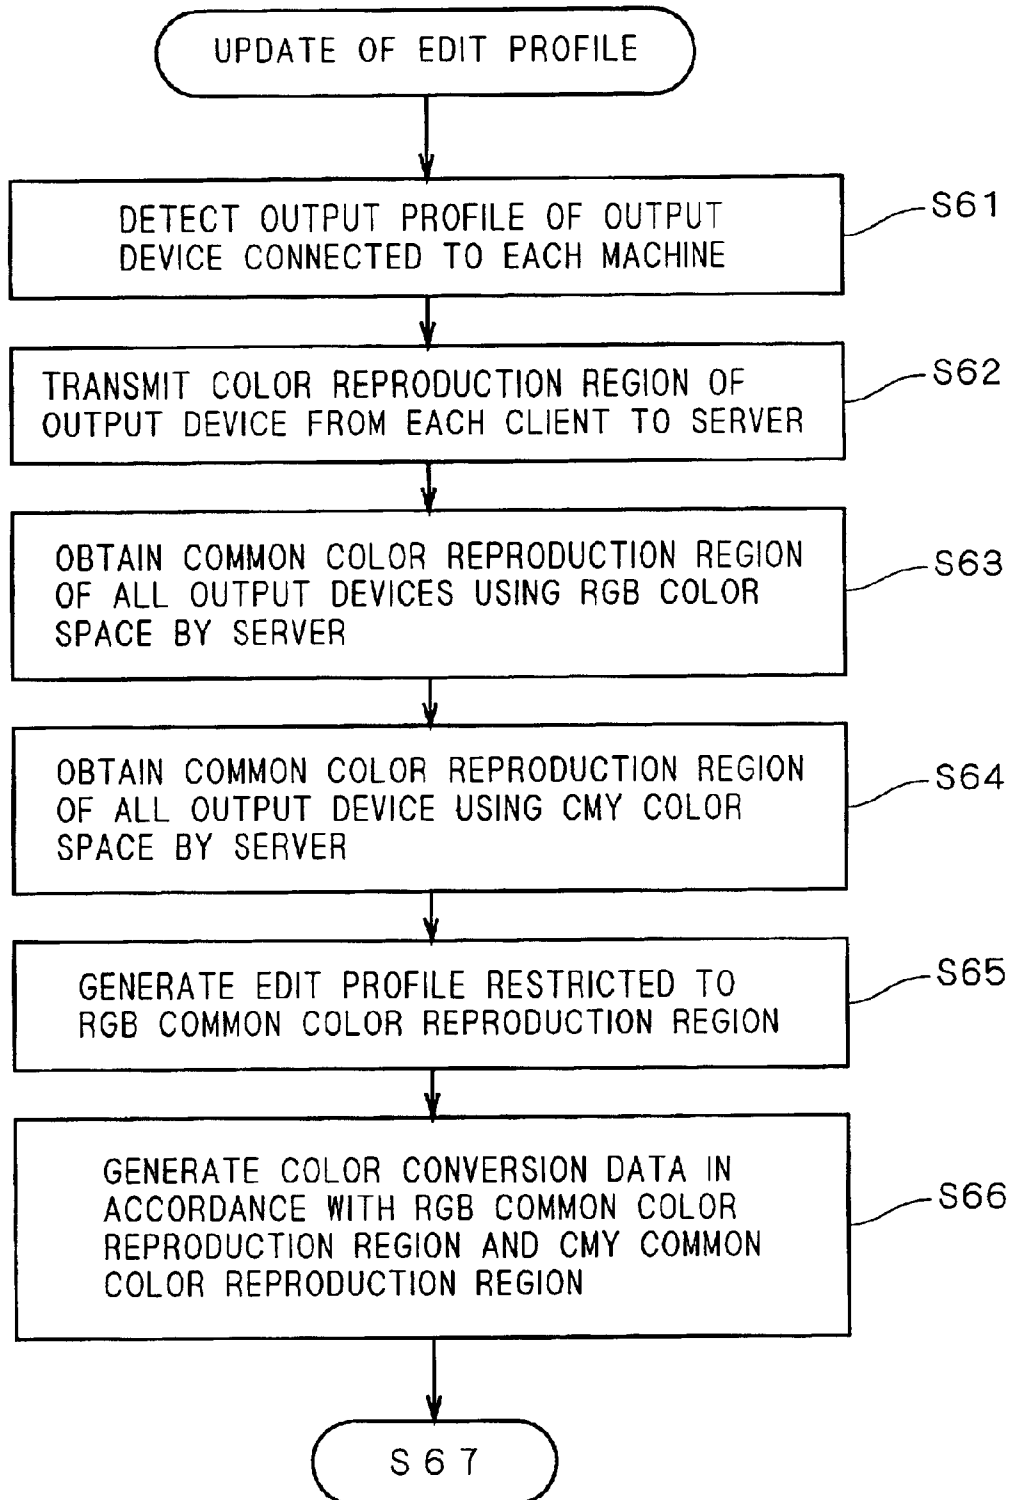 UPDATE OF EDIT PROFILE
DETECT OUTPUT PROFILE OF OUTPUT
DEVICE CONNECTED TO EACH MACHINE
S61
TRANSMIT COLOR REPRODUCTION REGION OF
OUTPUT DEVICE FROM EACH CLIENT TO SERVER
S62
OBTAIN COMMON COLOR REPRODUCTION REGION
OF ALL OUTPUT DEVICES USING RGB COLOR
SPACE BY SERVER
S63
OBTAIN COMMON COLOR REPRODUCTION REGION
OF ALL OUTPUT DEVICE USING CMY COLOR
SPACE BY SERVER
S64
GENERATE EDIT PROFILE RESTRICTED TO
RGB COMMON COLOR REPRODUCTION REGION
S65
GENERATE COLOR CONVERSION DATA IN
ACCORDANCE WITH RGB COMMON COLOR
REPRODUCTION REGION AND CMY COMMON
COLOR REPRODUCTION REGION
S66
S67